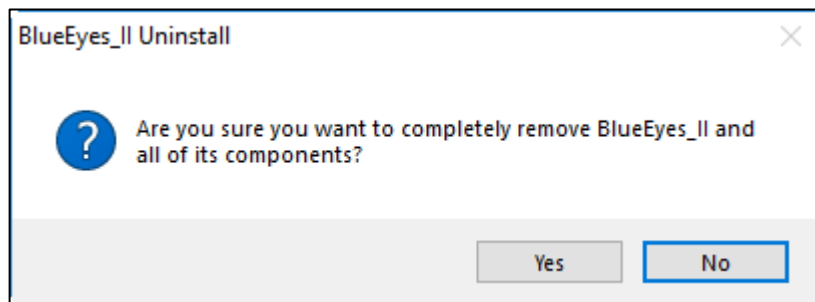 BlueEyes_II Uninstall
Are you sure you want to completely remove BlueEyes_II and
all of its components?
Yes
No